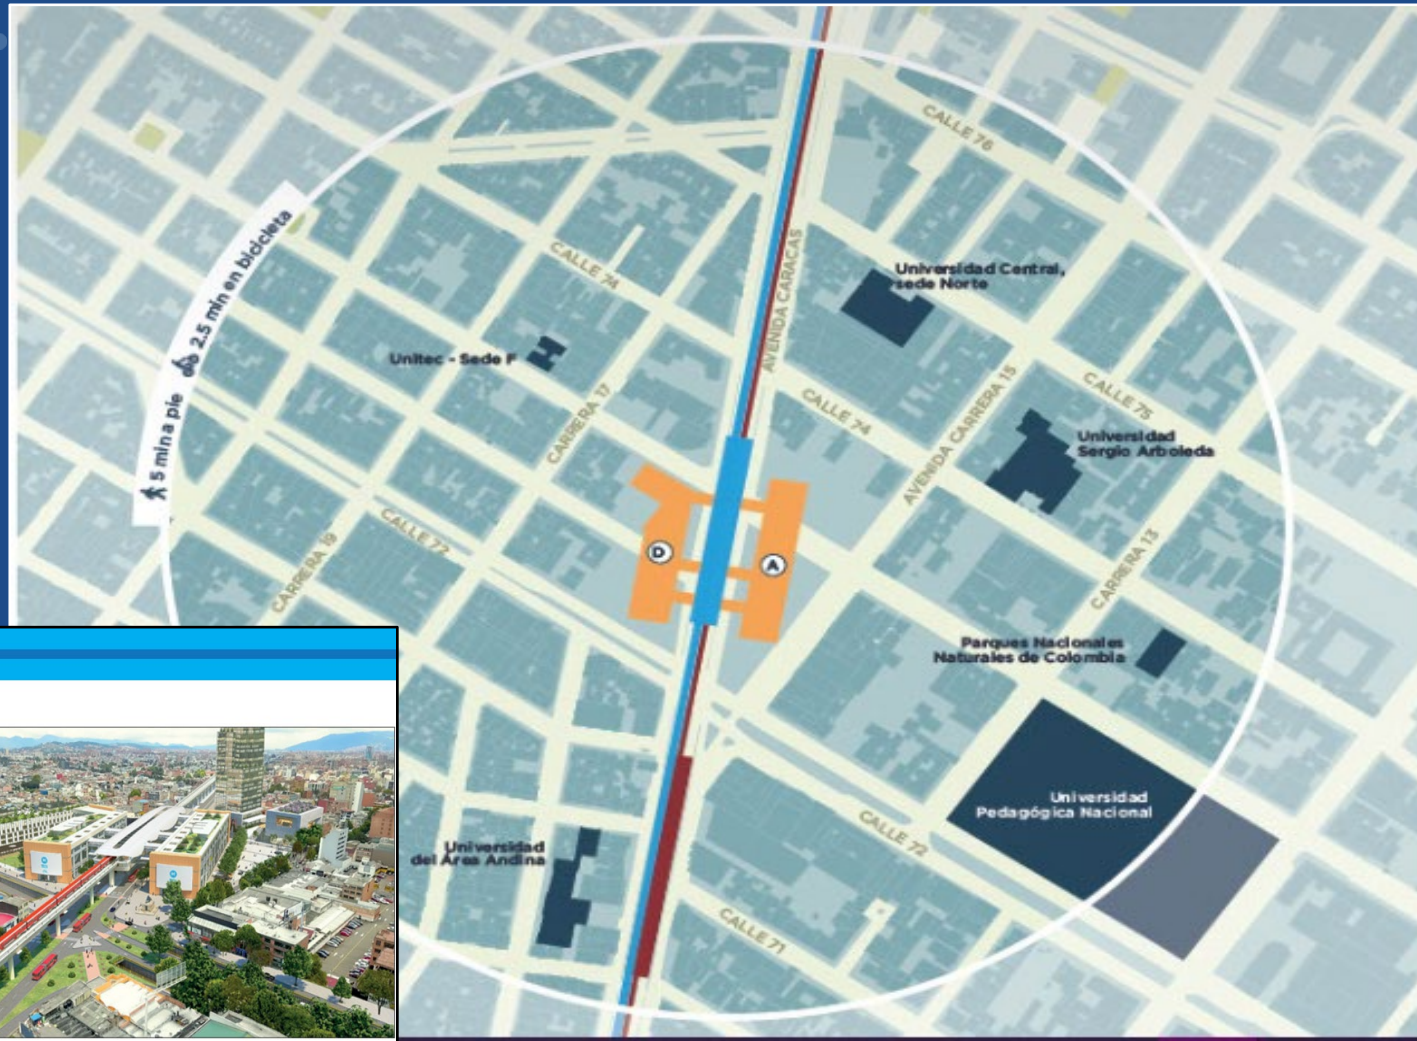 CALLE 76
5 min a pie 2.5 min en bicicleta
CALLE 74
AVENIDA CARACAS
Universidad Central,
sede Norte
Unitec - Sede F
CARRERA 17
CALLE 74
AVENIDA CARRERA 15
CALLE 75
Universidad
Sergio Arboleda
CALLE 72
CARRERA 19
D
A
CARRERA 13
Parques Nacionales
Naturales de Colombia
Universidad
Pedagógica Nacional
CALLE 72
Universidad
del Área Andina
CALLE 71